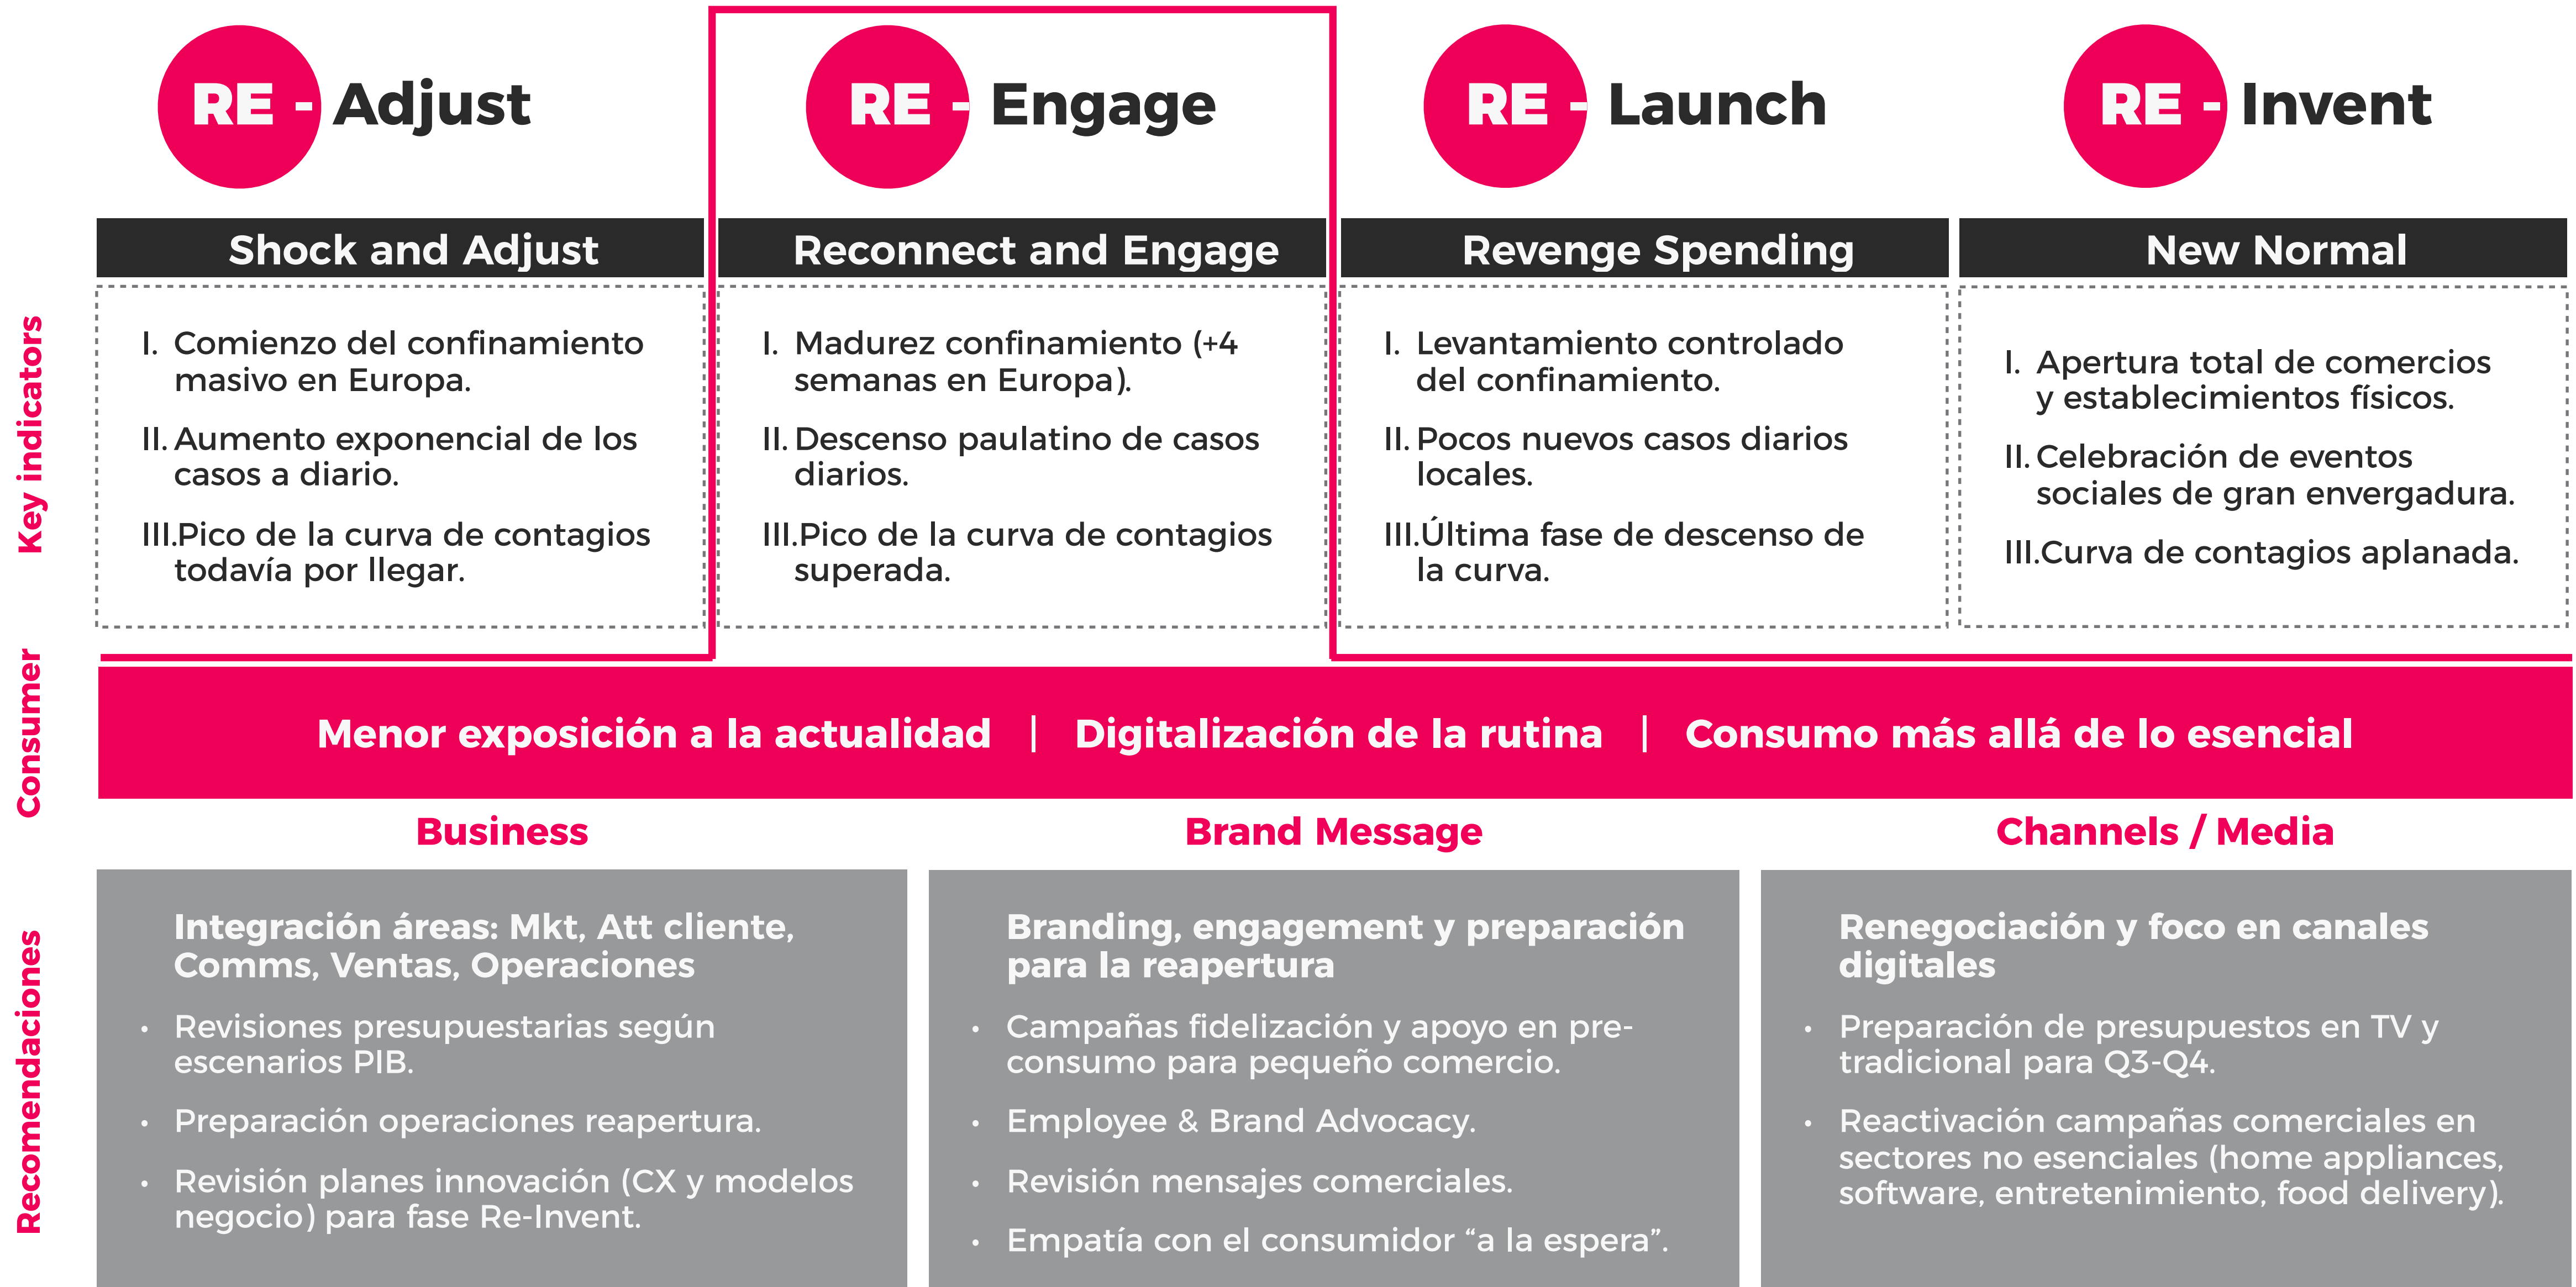 RE - Adjust
RE - Engage
RE - Launch
RE - Invent
Shock and Adjust
Reconnect and Engage
Revenge Spending
New Normal
Key indicators
I. Comienzo del confinamiento
masivo en Europa.
II. Aumento exponencial de los
casos a diario.
III.Pico de la curva de contagios
todavía por llegar.
I. Madurez confinamiento (+4
semanas en Europa).
II. Descenso paulatino de casos
diarios.
III.Pico de la curva de contagios
superada.
I. Levantamiento controlado
del confinamiento.
II. Pocos nuevos casos diarios
locales.
III.Última fase de descenso de
la curva.
I. Apertura total de comercios
y establecimientos físicos.
II. Celebración de eventos
sociales de gran envergadura.
III.Curva de contagios aplanada.
Consumer
Menor exposición a la actualidad | Digitalización de la rutina | Consumo más allá de lo esencial
Recomendaciones
Business
Integración áreas: Mkt, Att cliente,
Comms, Ventas, Operaciones
• Revisiones presupuestarias según
escenarios PIB.
• Preparación operaciones reapertura.
• Revisión planes innovación (CX y modelos
negocio) para fase Re-Invent.
Brand Message
Branding, engagement y preparación
para la reapertura
• Campañas fidelización y apoyo en pre-
consumo para pequeño comercio.
• Employee & Brand Advocacy.
• Revisión mensajes comerciales.
• Empatía con el consumidor “a la espera”.
Channels / Media
Renegociación y foco en canales
digitales
• Preparación de presupuestos en TV y
tradicional para Q3-Q4.
• Reactivación campañas comerciales en
sectores no esenciales (home appliances,
software, entretenimiento, food delivery).